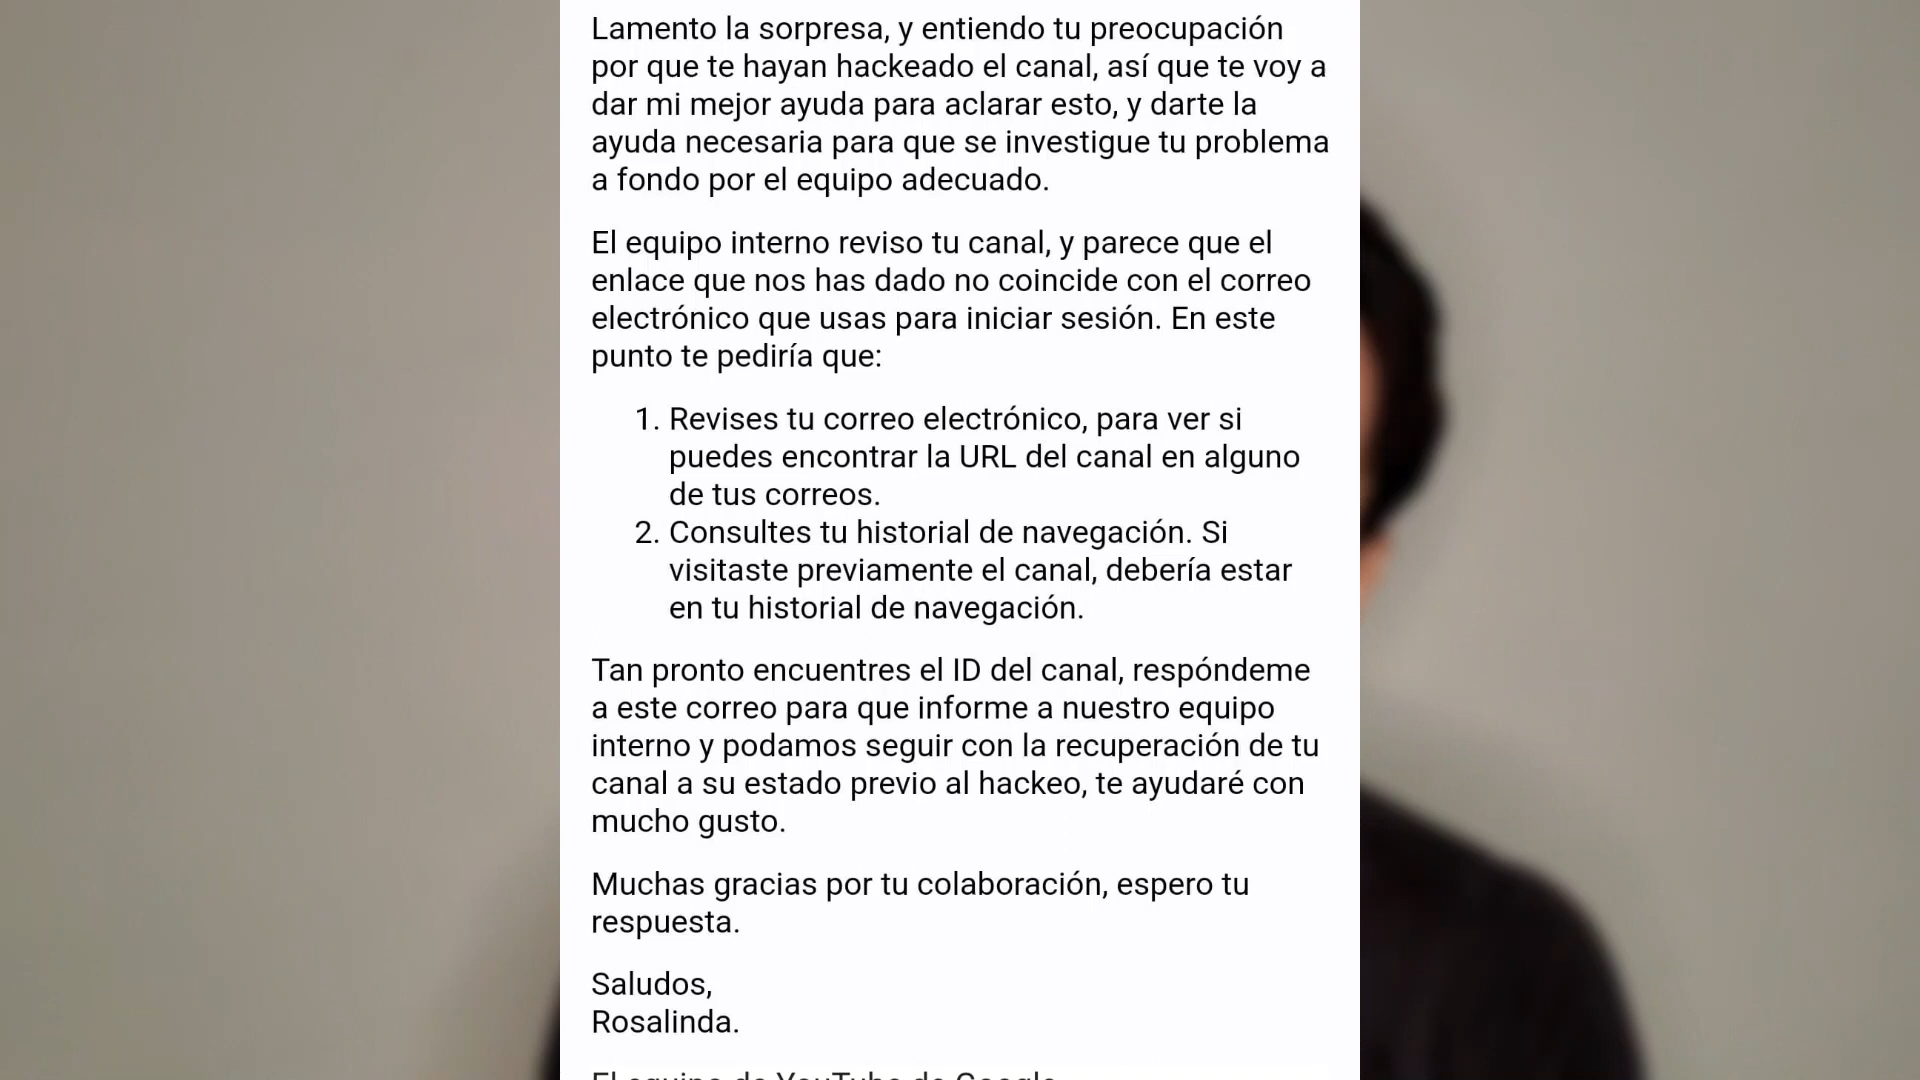 Lamento la sorpresa, y entiendo tu preocupación
por que te hayan hackeado el canal, así que te voy a
dar mi mejor ayuda para aclarar esto, y darte la
ayuda necesaria para que se investigue tu problema
a fondo por el equipo adecuado.
El equipo interno reviso tu canal, y parece que el
enlace que nos has dado no coincide con el correo
electrónico que usas para iniciar sesión. En este
punto te pediría que:
1. Revises tu correo electrónico, para ver si
puedes encontrar la URL del canal en alguno
de tus correos.
2. Consultes tu historial de navegación. Si
visitaste previamente el canal, debería estar
en tu historial de navegación.
Tan pronto encuentres el ID del canal, respóndeme
a este correo para que informe a nuestro equipo
interno y podamos seguir con la recuperación de tu
canal a su estado previo al hackeo, te ayudaré con
mucho gusto.
Muchas gracias por tu colaboración, espero tu
respuesta.
Saludos,
Rosalinda.
El equipo de YouTube de Google